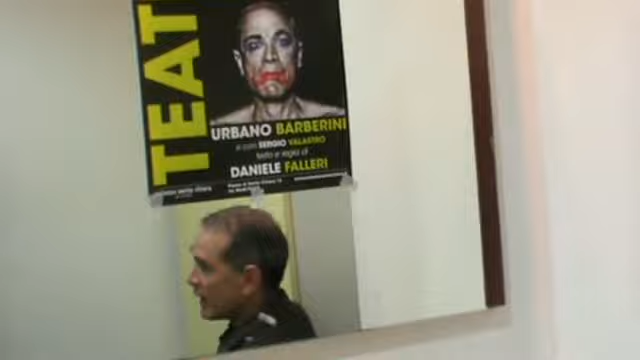 TEAT
URBANO BARBERINI
e con SERGIO VALASTRO
testo e regia di
DANIELE FALLERI